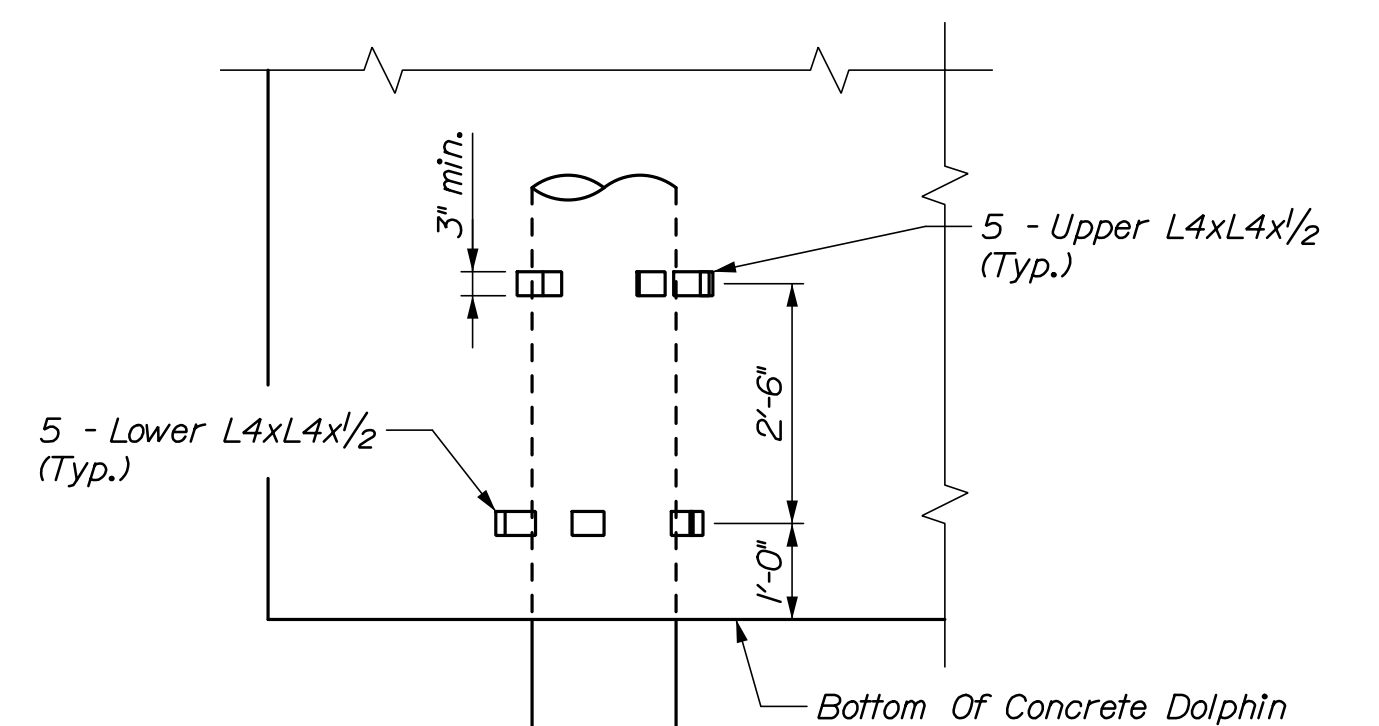 3" min.
5 - Upper L4xL4x1/2
(Typ.)
2'-6"
5 - Lower L4xL4x1/2
(Typ.)
1'-0"
Bottom Of Concrete Dolphin